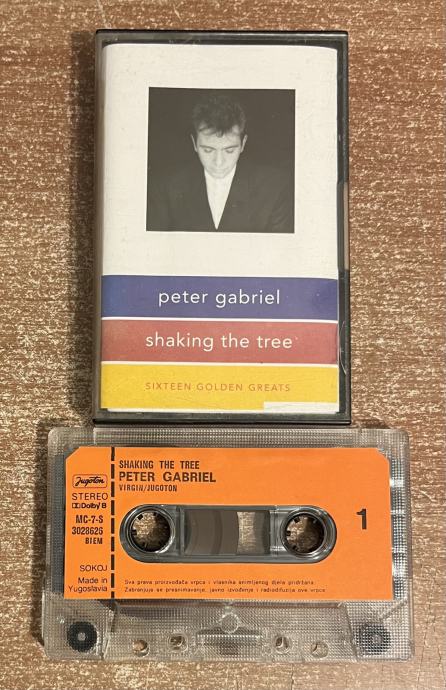 peter gabriel
shaking the tree
SIXTEEN GOLDEN GREATS
Jugoton
SHAKING THE TREE
PETER GABRIEL
VIRGIN/JUGOTON
STEREO
Dolby B
MC-7-S
3028626
BIEM
1
SOKOJ
Made in
Yugoslavia
Sva prava proizvođača vrpca i vlasnika snimljenog djela pridržana.
Zabranjuje se presnimavanje, javno izvođenje i radiodifuzija ove vrpce